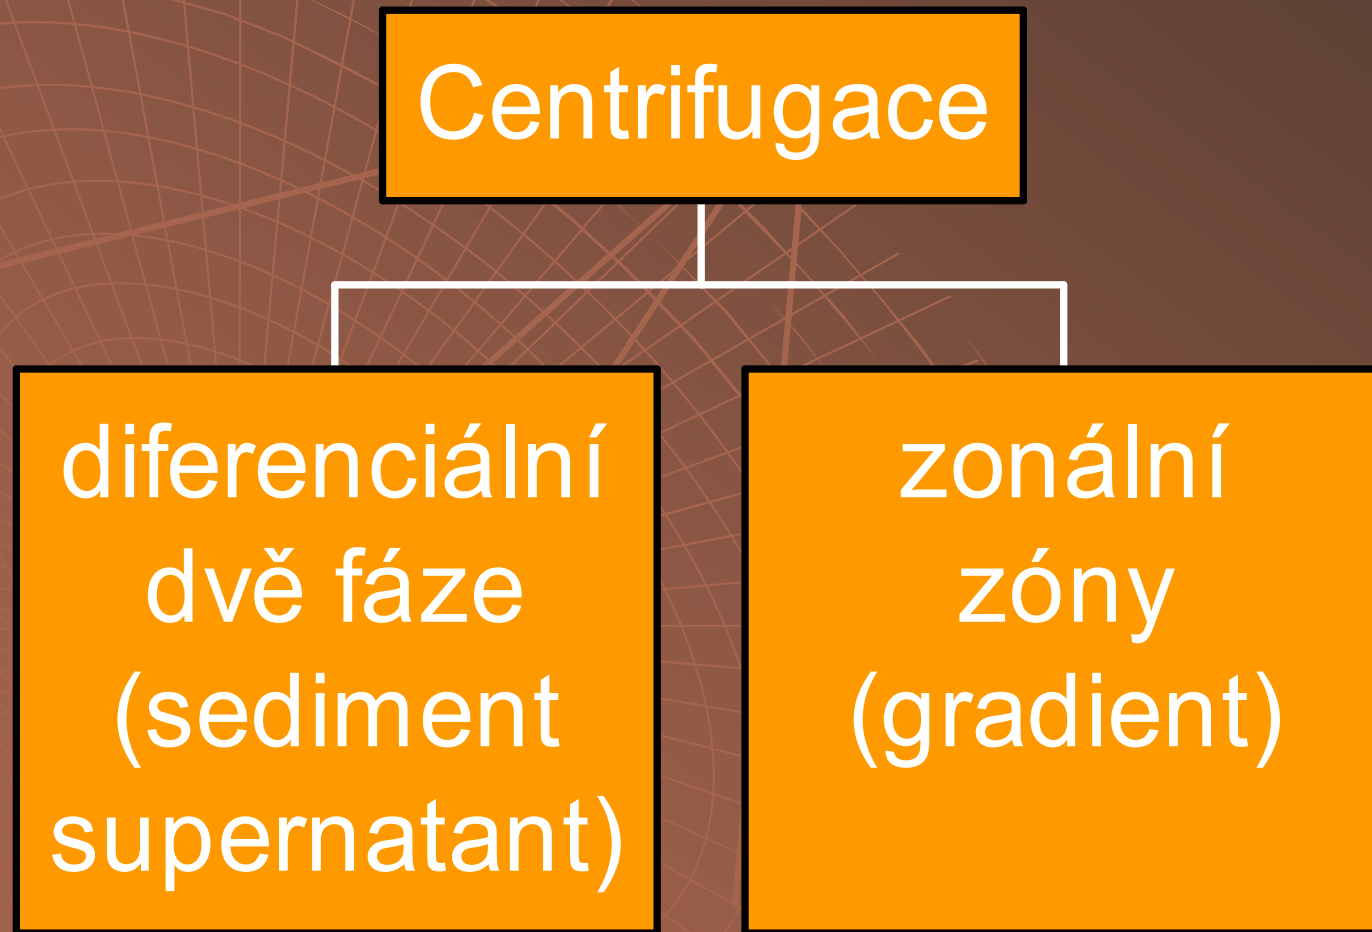 Centrifugace
diferenciální
dvě fáze
(sediment
supernatant)
zonální
zóny
(gradient)